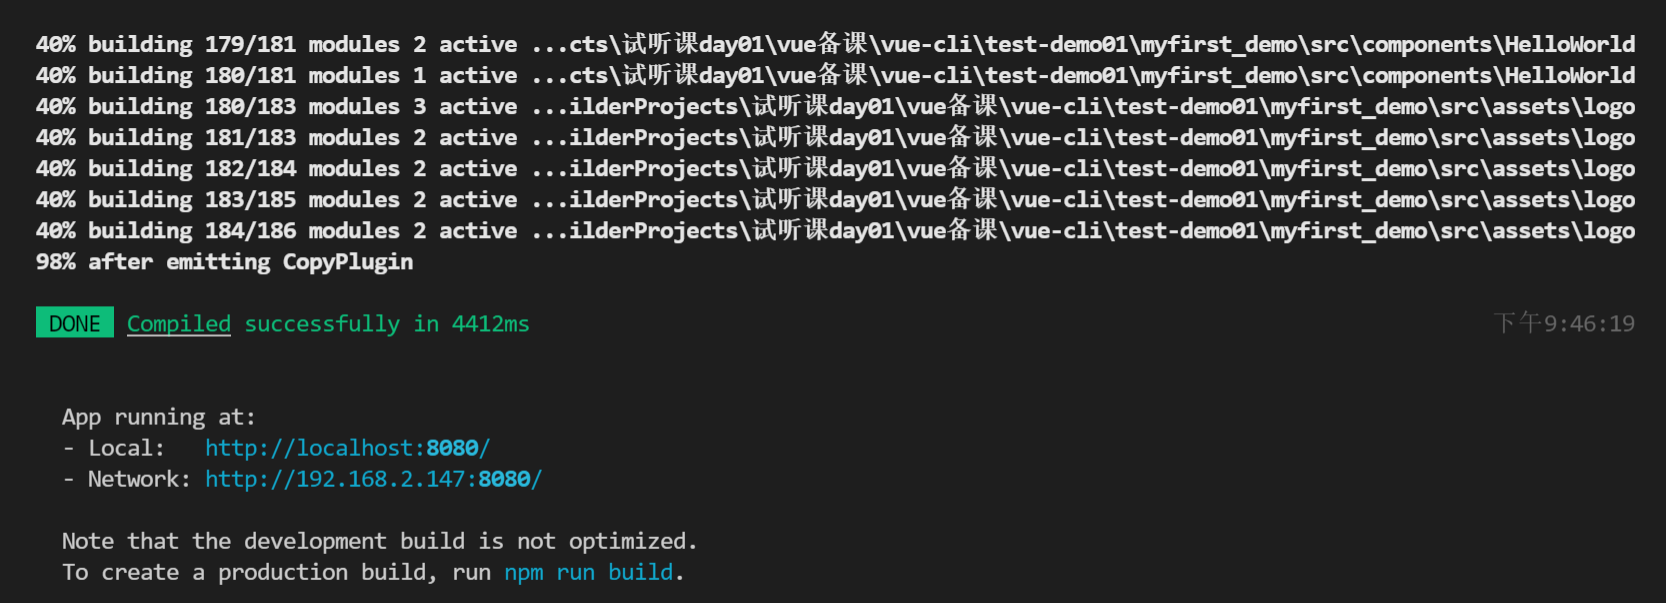 40% building 179/181 modules 2 active ...cts\试听课day01\vue备课\vue-cli\test-demo01\myfirst_demo\src\components\HelloWorld
40% building 180/181 modules 1 active ...cts\试听课day01\vue备课\vue-cli\test-demo01\myfirst_demo\src\components\HelloWorld
40% building 180/183 modules 3 active ...ilderProjects\试听课day01\vue备课\vue-cli\test-demo01\myfirst_demo\src\assets\logo
40% building 181/183 modules 2 active ...ilderProjects\试听课day01\vue备课\vue-cli\test-demo01\myfirst_demo\src\assets\logo
40% building 182/184 modules 2 active ...ilderProjects\试听课day01\vue备课\vue-cli\test-demo01\myfirst_demo\src\assets\logo
40% building 183/185 modules 2 active ...ilderProjects\试听课day01\vue备课\vue-cli\test-demo01\myfirst_demo\src\assets\logo
40% building 184/186 modules 2 active ...ilderProjects\试听课day01\vue备课\vue-cli\test-demo01\myfirst_demo\src\assets\logo
98% after emitting CopyPlugin
DONE Compiled successfully in 4412ms 下午9:46:19
App running at:
- Local: http://localhost:8080/
- Network: http://192.168.2.147:8080/
Note that the development build is not optimized.
To create a production build, run npm run build.